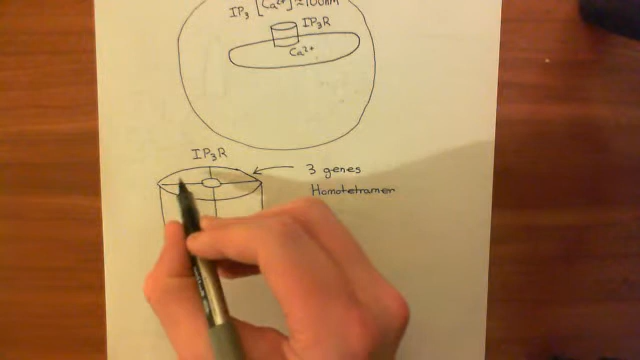 IP₃ [Ca²⁺] ≈100nM
IP₃R
Ca²⁺
IP₃R
3 genes
Homotetramer